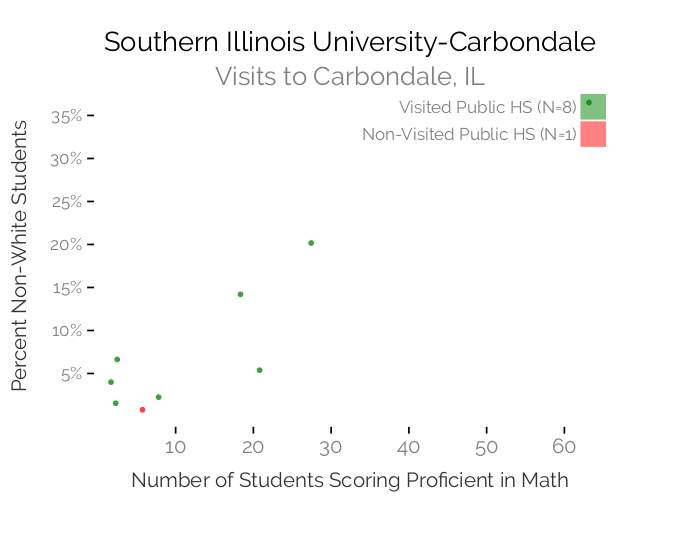 Southern Illinois University-Carbondale
Visits to Carbondale, IL
Visited Public HS (N=8)
Non-Visited Public HS (N=1)
Percent Non-White Students
35%
30%
25%
20%
15%
10%
5%
10 20 30 40 50 60
Number of Students Scoring Proficient in Math